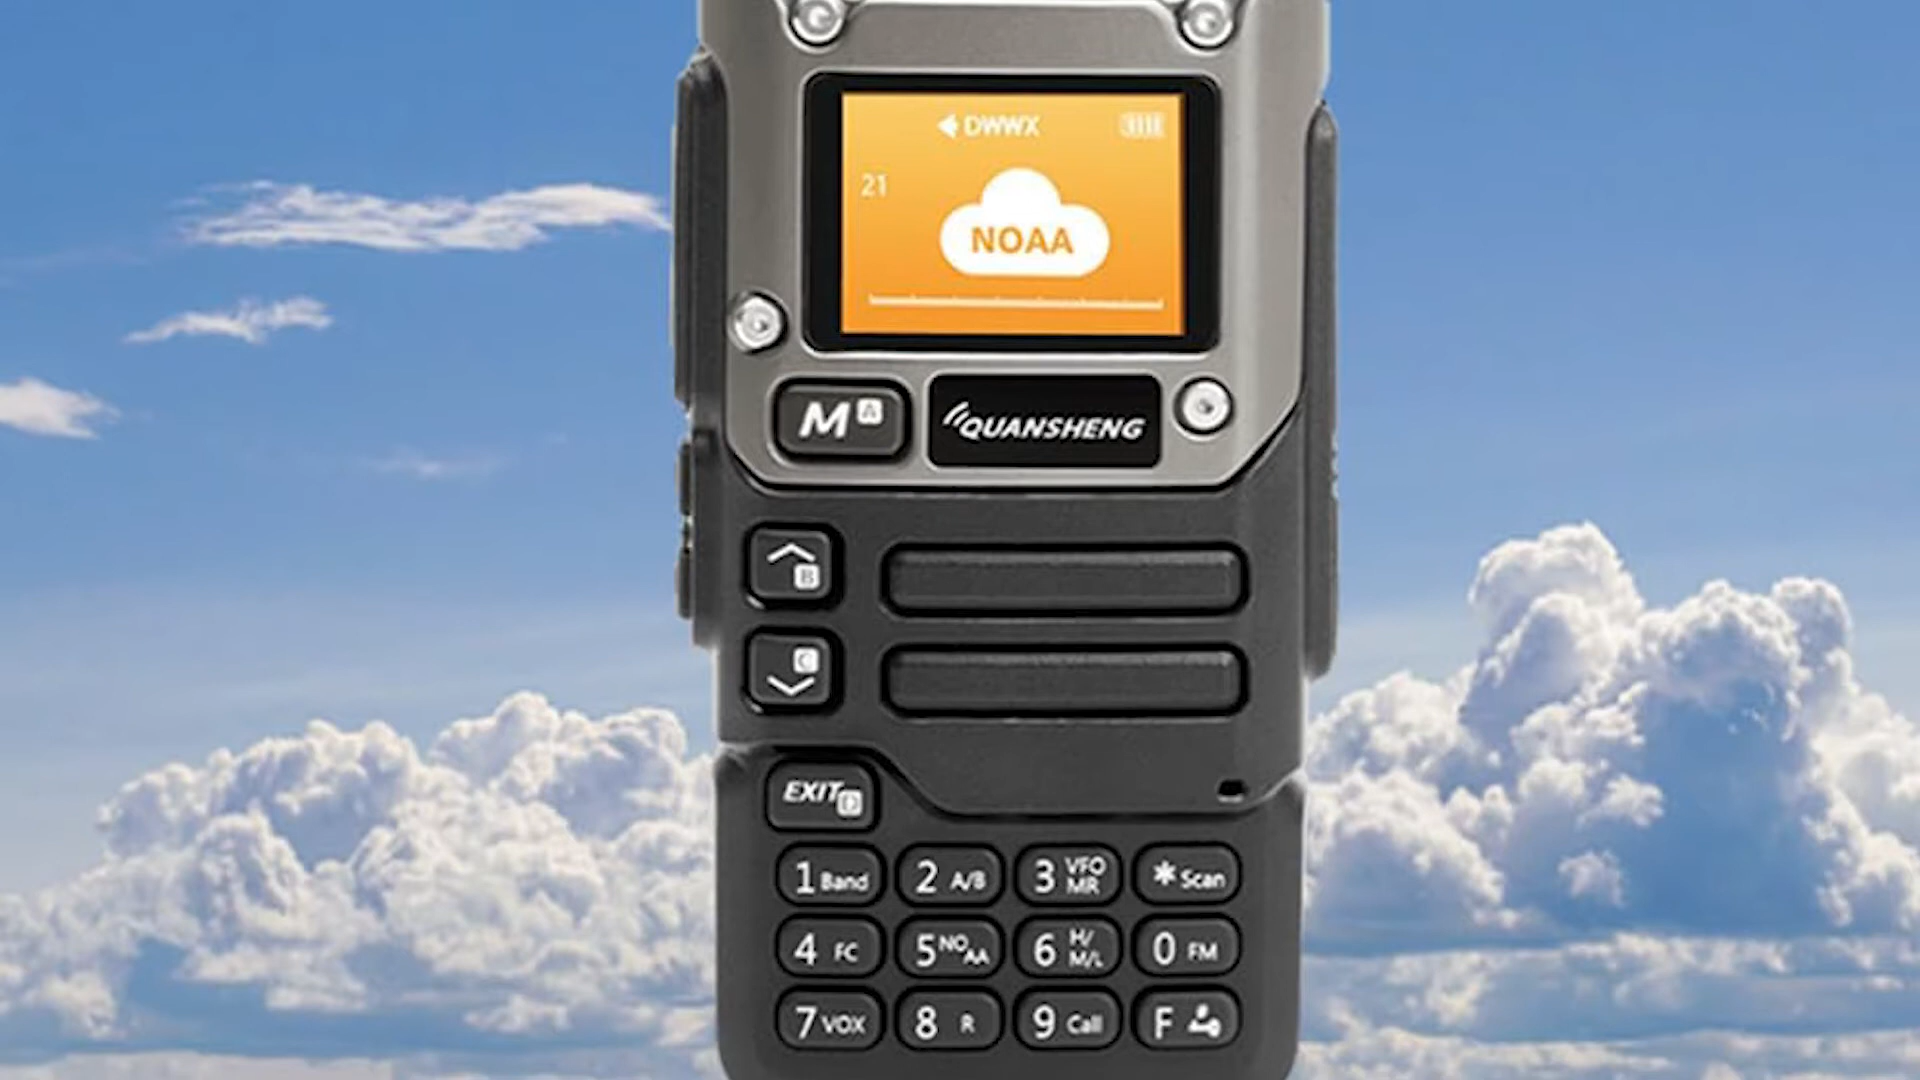 DWWX
21
NOAA
M A
QUANSHENG
B
C
EXIT D
1 Band 2 A/B 3 VFO MR * Scan
4 FC 5 NOAA 6 H/M/L 0 FM
7 VOX 8 R 9 Call F